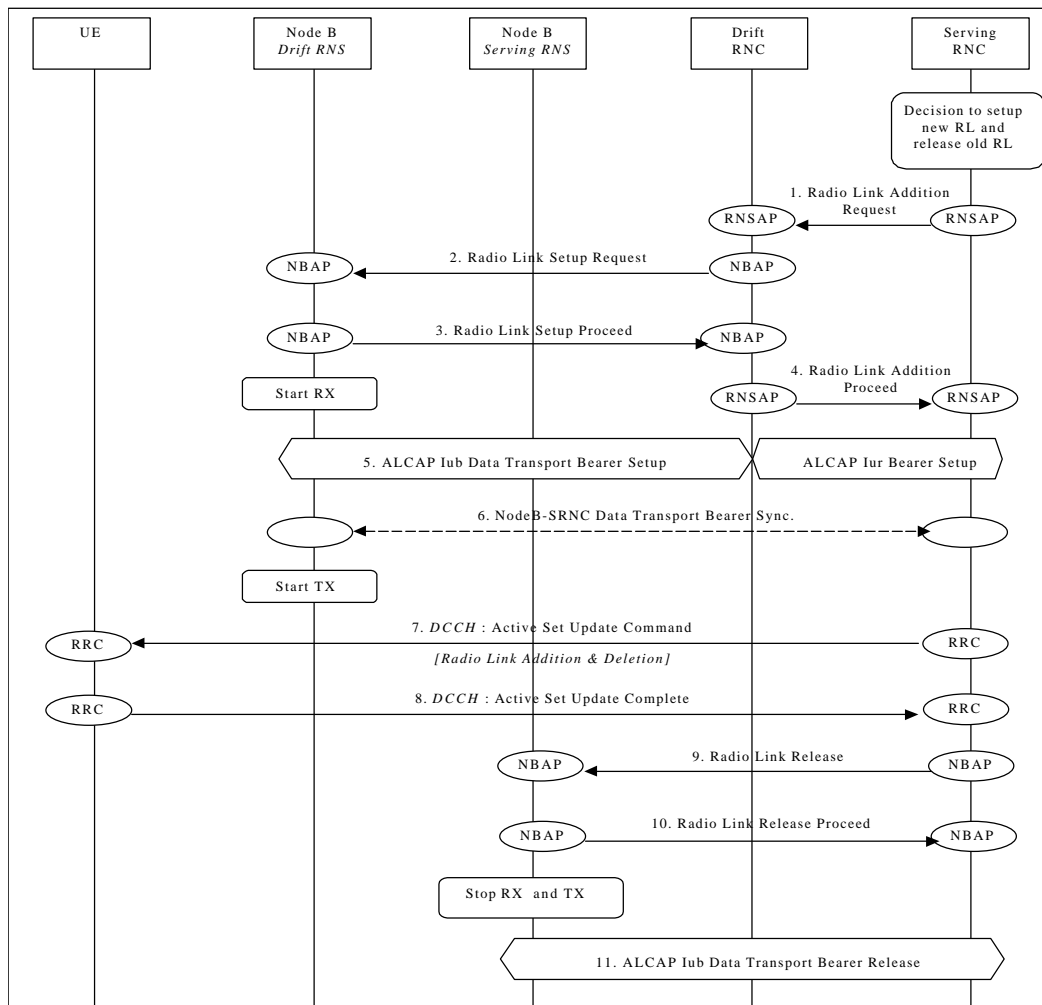 UE
Node B
Drift RNS
Node B
Serving RNS
Drift
RNC
Serving
RNC
Decision to setup
new RL and
release old RL
1. Radio Link Addition
Request
RNSAP
RNSAP
2. Radio Link Setup Request
NBAP
NBAP
3. Radio Link Setup Proceed
NBAP
NBAP
4. Radio Link Addition
Proceed
Start RX
RNSAP
RNSAP
5. ALCAP Iub Data Transport Bearer Setup
ALCAP Iur Bearer Setup
6. NodeB-SRNC Data Transport Bearer Sync.
Start TX
7. DCCH : Active Set Update Command
RRC
RRC
[Radio Link Addition & Deletion]
8. DCCH : Active Set Update Complete
RRC
RRC
9. Radio Link Release
NBAP
NBAP
10. Radio Link Release Proceed
NBAP
NBAP
Stop RX and TX
11. ALCAP Iub Data Transport Bearer Release